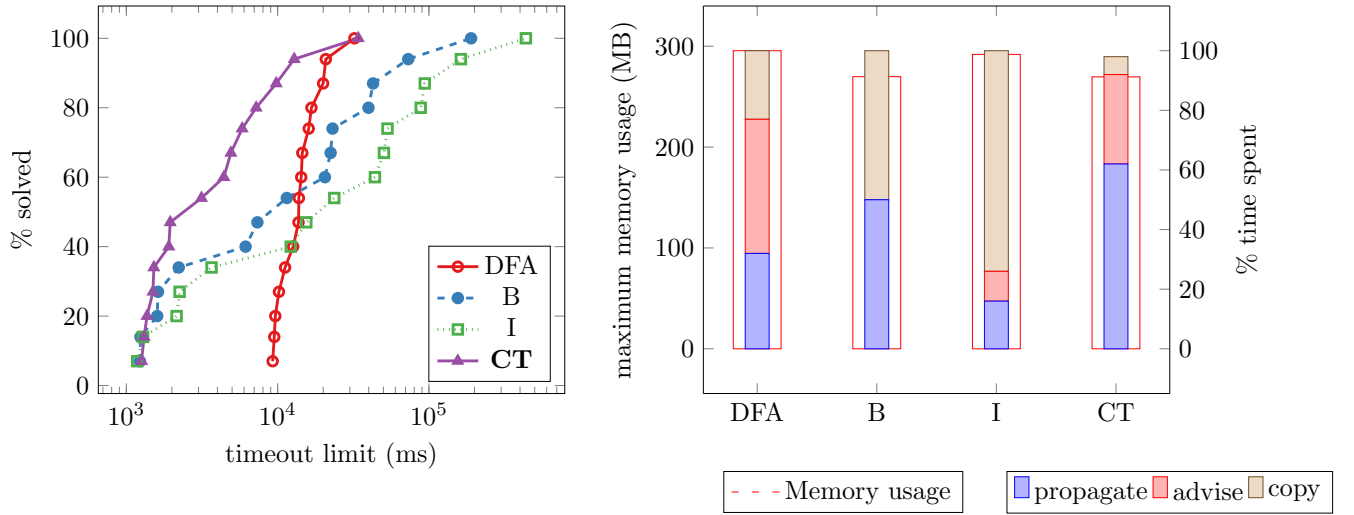 100
80
60
40
20
0
% solved
10^3
10^4
10^5
timeout limit (ms)
DFA
B
I
CT
300
200
100
0
maximum memory usage (MB)
100
80
60
40
20
0
% time spent
DFA
B
I
CT
Memory usage
propagate advise copy